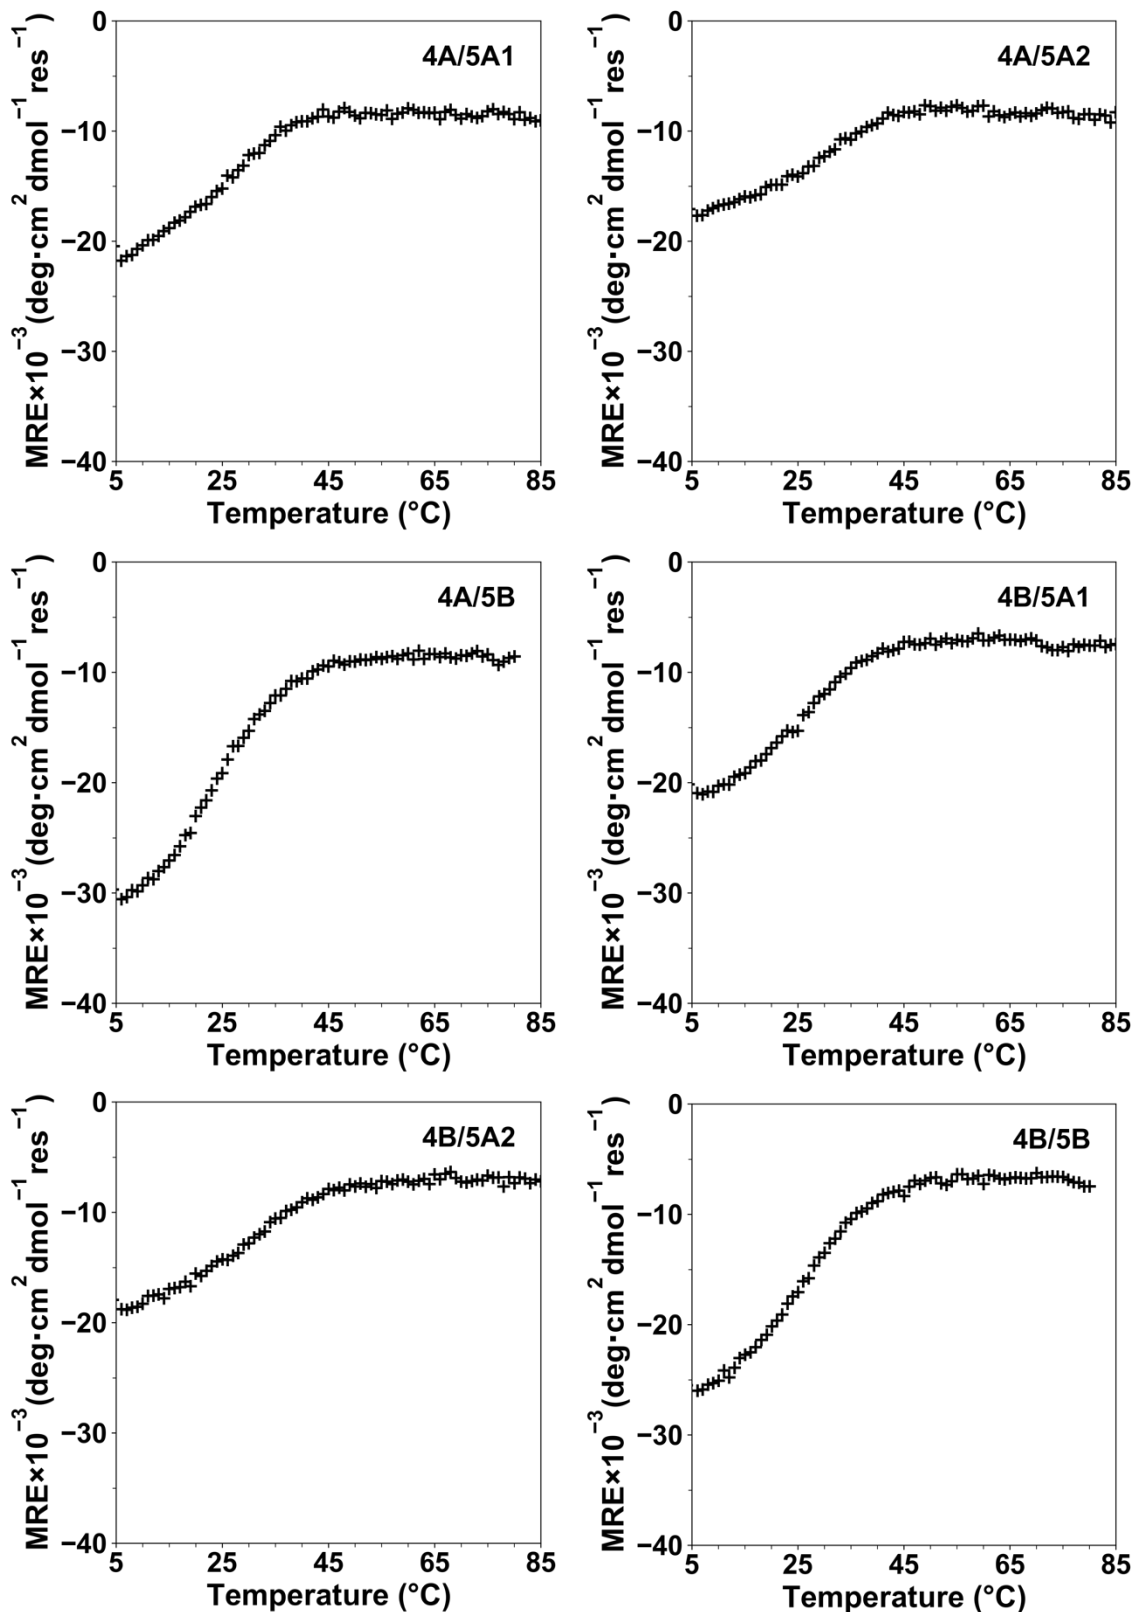 4A/5A1
MRE×10⁻³ (deg·cm² dmol⁻¹ res⁻¹)
0
−10
−20
−30
−40
5 25 45 65 85
Temperature (°C)
4A/5A2
MRE×10⁻³ (deg·cm² dmol⁻¹ res⁻¹)
0
−10
−20
−30
−40
5 25 45 65 85
Temperature (°C)
4A/5B
MRE×10⁻³ (deg·cm² dmol⁻¹ res⁻¹)
0
−10
−20
−30
−40
5 25 45 65 85
Temperature (°C)
4B/5A1
MRE×10⁻³ (deg·cm² dmol⁻¹ res⁻¹)
0
−10
−20
−30
−40
5 25 45 65 85
Temperature (°C)
4B/5A2
MRE×10⁻³ (deg·cm² dmol⁻¹ res⁻¹)
0
−10
−20
−30
−40
5 25 45 65 85
Temperature (°C)
4B/5B
MRE×10⁻³ (deg·cm² dmol⁻¹ res⁻¹)
0
−10
−20
−30
−40
5 25 45 65 85
Temperature (°C)